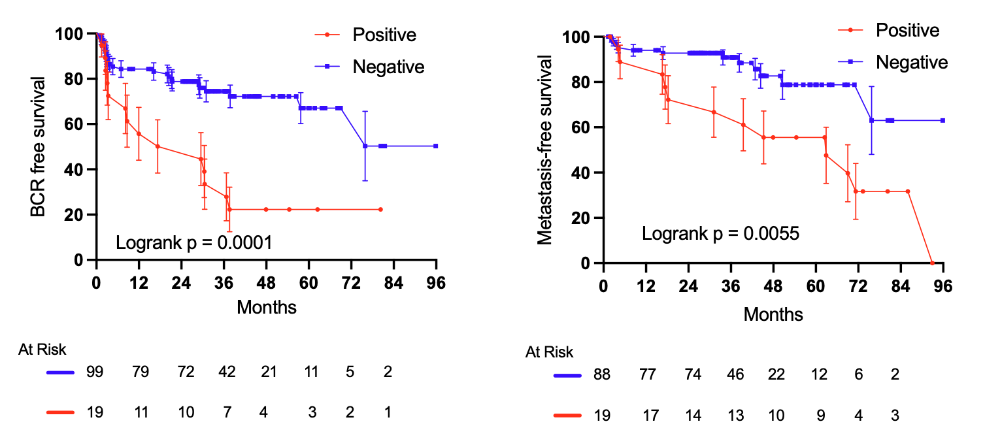 BCR free survival
100
80
60
40
20
0
Positive
Negative
Logrank p = 0.0001
0 12 24 36 48 60 72 84 96
Months
At Risk
99 79 72 42 21 11 5 2
19 11 10 7 4 3 2 1
Metastasis-free survival
100
80
60
40
20
0
Positive
Negative
Logrank p = 0.0055
0 12 24 36 48 60 72 84 96
Months
At Risk
88 77 74 46 22 12 6 2
19 17 14 13 10 9 4 3